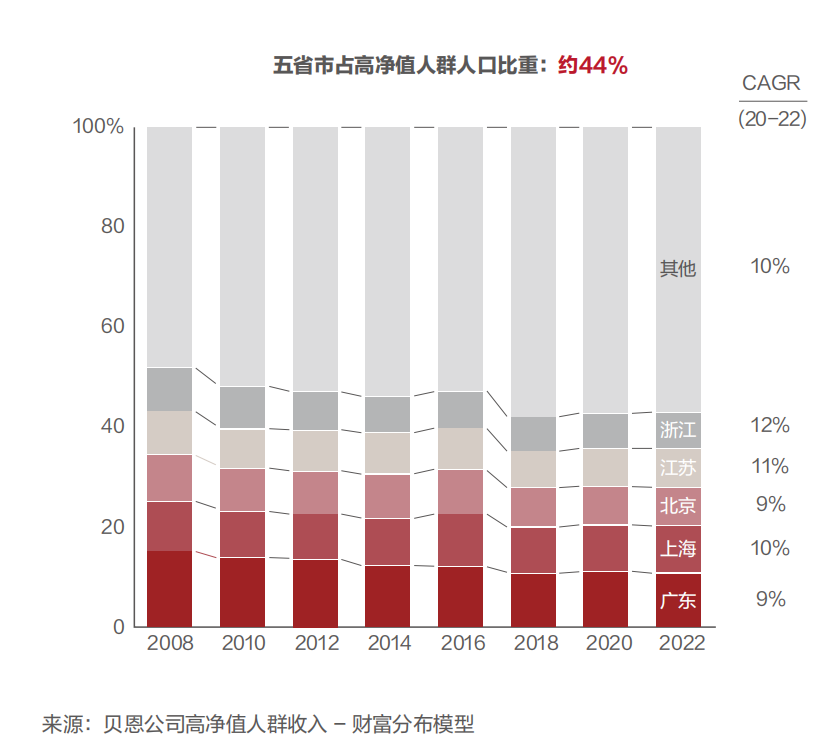 五省市占高净值人群人口比重：约44%
CAGR
(20-22)
100%
80
60
40
20
0
其他 10%
浙江 12%
江苏 11%
北京 9%
上海 10%
广东 9%
2008 2010 2012 2014 2016 2018 2020 2022
来源：贝恩公司高净值人群收入 – 财富分布模型